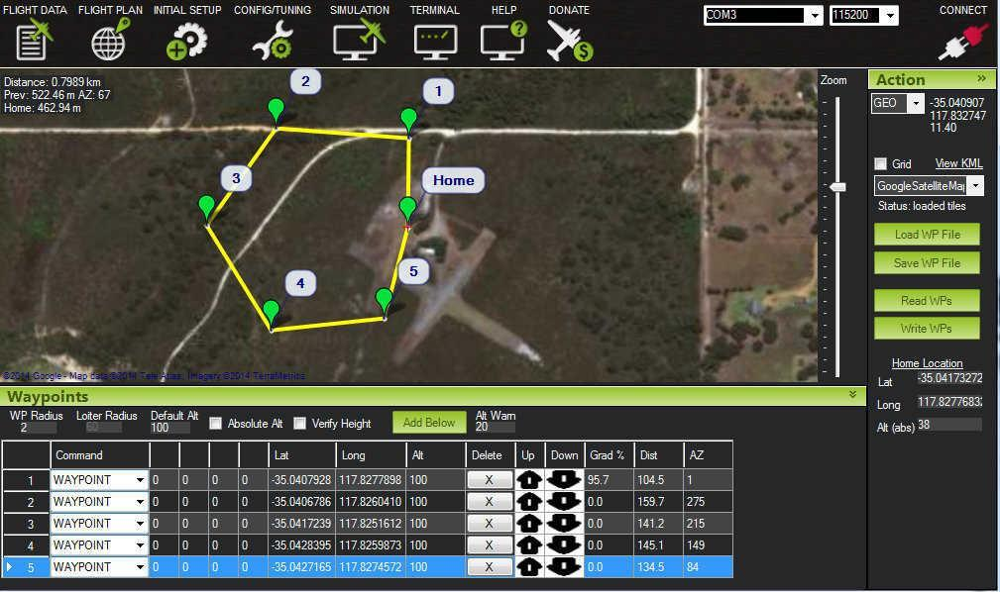 FLIGHT DATA FLIGHT PLAN INITIAL SETUP CONFIG/TUNING SIMULATION TERMINAL HELP DONATE COM3 115200 CONNECT
Distance: 0.7989 km
Prev: 522.46 m AZ: 67
Home: 462.94 m
2
1
3
Home
5
4
©2014 Google - Map data ©2014 Tele Atlas, Imagery ©2014 TerraMetrics
Zoom
Action
GEO
-35.040907
117.832747
11.40
Grid View KML
GoogleSatelliteMap
Status: loaded tiles
Load WP File
Save WP File
Read WPs
Write WPs
Home Location
Lat -35.04173272
Long 117.82776832
Alt (abs) 38
Waypoints
WP Radius Loiter Radius Default Alt Absolute Alt Verify Height Add Below Alt Warn
2 60 100 20
Command Lat Long Alt Delete Up Down Grad % Dist AZ
1 WAYPOINT 0 0 0 0 -35.0407928 117.8277898 100 X 95.7 104.5 1
2 WAYPOINT 0 0 0 0 -35.0406786 117.8260410 100 X 0.0 159.7 275
3 WAYPOINT 0 0 0 0 -35.0417239 117.8251612 100 X 0.0 141.2 215
4 WAYPOINT 0 0 0 0 -35.0428395 117.8259873 100 X 0.0 145.1 149
5 WAYPOINT 0 0 0 0 -35.0427165 117.8274572 100 X 0.0 134.5 84